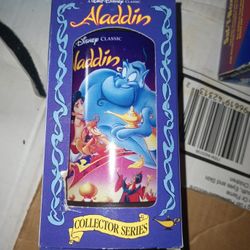 A WALT DISNEY CLASSIC
Aladdin
Disney CLASSIC
Aladdin
COLLECTOR SERIES